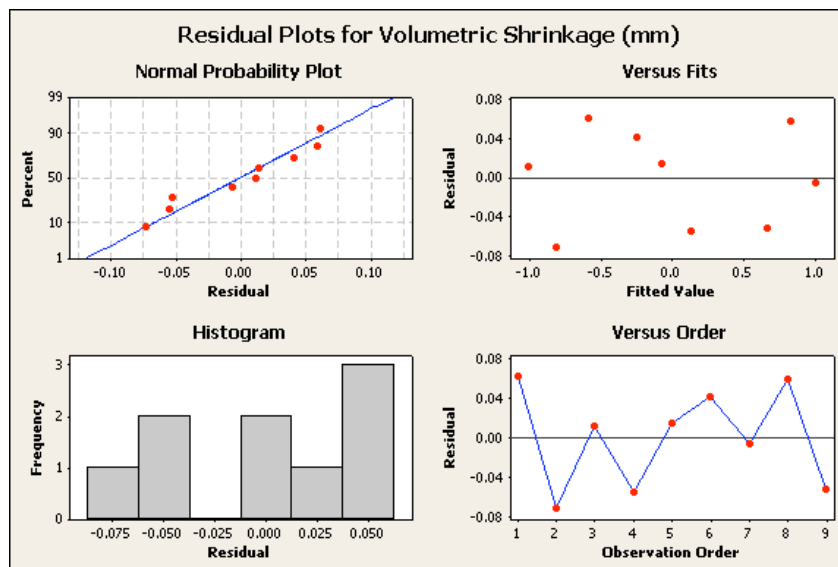 Residual Plots for Volumetric Shrinkage (mm)
Normal Probability Plot
99
90
50
10
1
Percent
-0.10 -0.05 0.00 0.05 0.10
Residual
Versus Fits
0.08
0.04
0.00
-0.04
-0.08
Residual
-1.0 -0.5 0.0 0.5 1.0
Fitted Value
Histogram
3
2
1
0
Frequency
-0.075 -0.050 -0.025 0.000 0.025 0.050
Residual
Versus Order
0.08
0.04
0.00
-0.04
-0.08
Residual
1 2 3 4 5 6 7 8 9
Observation Order